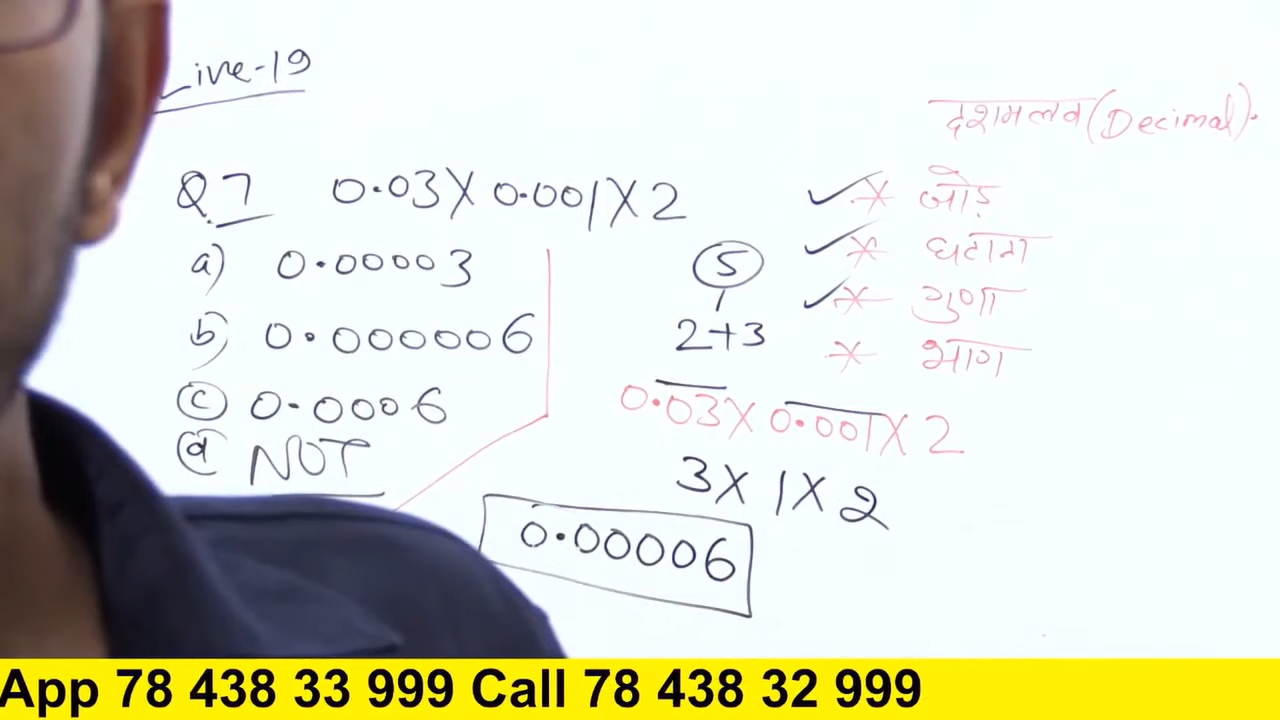 Live-19
दशमलव (Decimal).
Q.7 0.03 X 0.001 X 2
a) 0.00003
b) 0.000006
c) 0.0006
d) NOT
5
2+3
0.03 X 0.001 X 2
3 X 1 X 2
0.00006
✓* जोड़
✓* घटाना
✓* गुणा
* भाग
App 78 438 33 999 Call 78 438 32 999